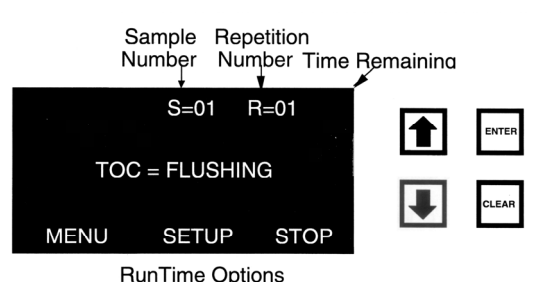 Sample Repetition
Number Number Time Remaining
S=01 R=01
ENTER
TOC = FLUSHING
CLEAR
MENU SETUP STOP
RunTime Options